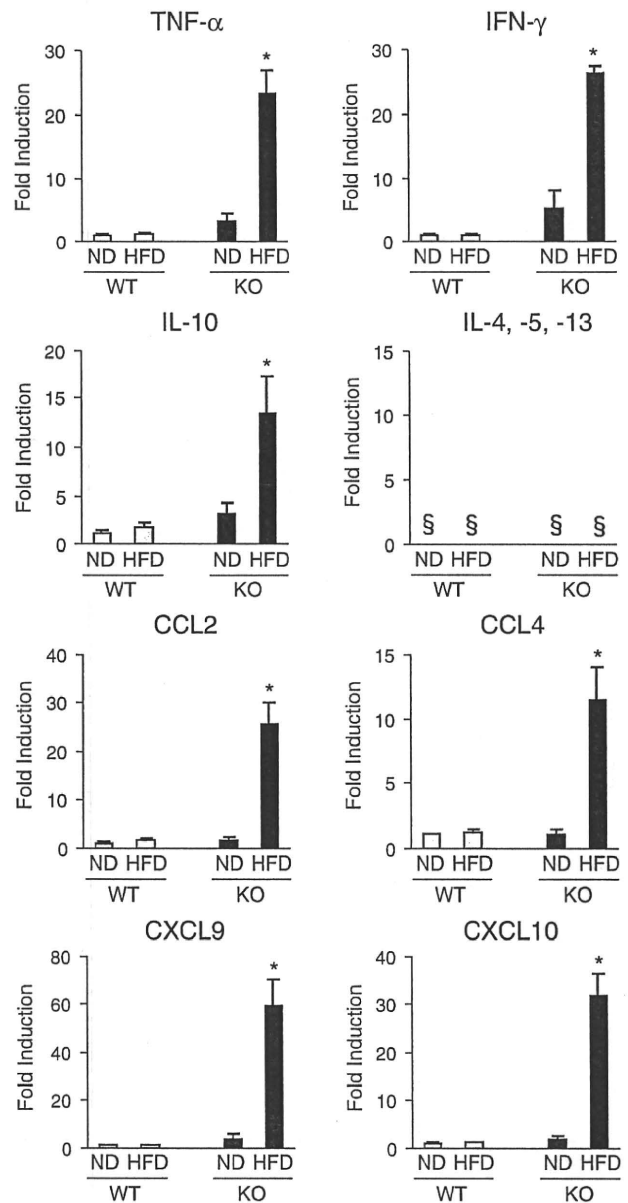 TNF-α
Fold Induction
30
20
10
0
*
ND HFD ND HFD
WT KO
IFN-γ
Fold Induction
30
20
10
0
*
ND HFD ND HFD
WT KO
IL-10
Fold Induction
20
15
10
5
0
*
ND HFD ND HFD
WT KO
IL-4, -5, -13
Fold Induction
15
10
5
0
§ § § §
ND HFD ND HFD
WT KO
CCL2
Fold Induction
40
30
20
10
0
*
ND HFD ND HFD
WT KO
CCL4
Fold Induction
15
10
5
0
*
ND HFD ND HFD
WT KO
CXCL9
Fold Induction
80
60
40
20
0
*
ND HFD ND HFD
WT KO
CXCL10
Fold Induction
40
30
20
10
0
*
ND HFD ND HFD
WT KO